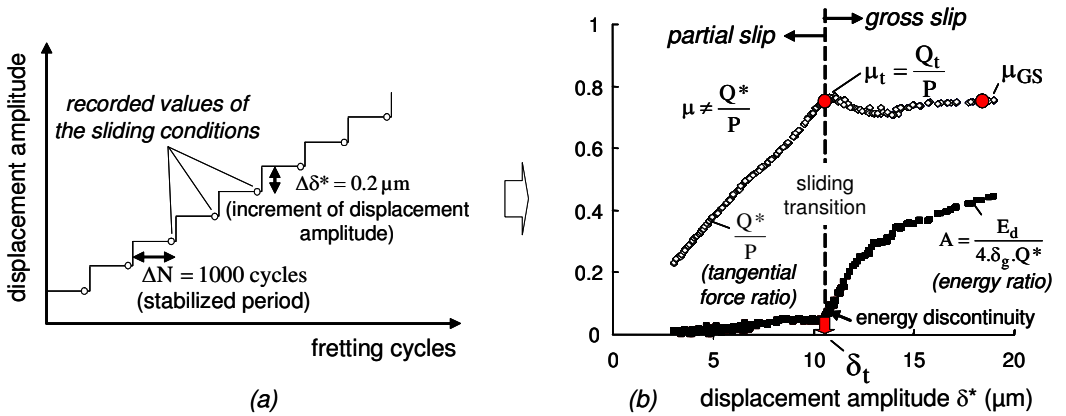 displacement amplitude
recorded values of
the sliding conditions
Δδ* = 0.2 μm
(increment of displacement
amplitude)
ΔN = 1000 cycles
(stabilized period)
fretting cycles
(a)
1
0.8
0.6
0.4
0.2
0
0
5
10
15
20
partial slip
gross slip
μ ≠ Q*/P
μt = Qt/P
μGS
sliding
transition
Q*/P
(tangential
force ratio)
A = Ed/4.δg.Q*
(energy ratio)
energy discontinuity
δt
(b)
displacement amplitude δ* (μm)